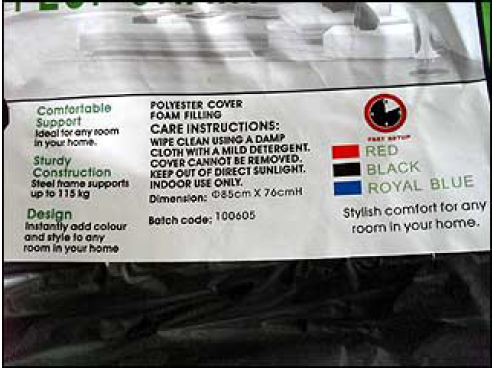 Comfortable
Support
Ideal for any room
in your home.
Sturdy
Construction
Steel frame supports
up to 115 kg
Design
Instantly add colour
and style to any
room in your home
POLYESTER COVER
FOAM FILLING
CARE INSTRUCTIONS:
WIPE CLEAN USING A DAMP
CLOTH WITH A MILD DETERGENT.
COVER CANNOT BE REMOVED.
KEEP OUT OF DIRECT SUNLIGHT.
INDOOR USE ONLY.
Dimension: Φ85cm X 76cmH
Batch code: 100605
FAST SETUP
RED
BLACK
ROYAL BLUE
Stylish comfort for any
room in your home.